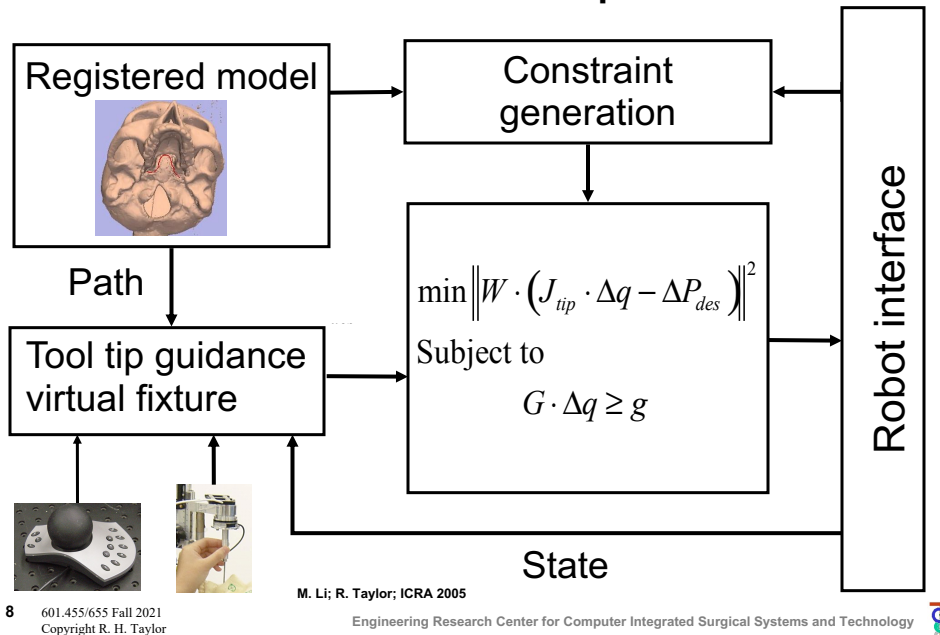 Registered model
Constraint
generation
Path
Tool tip guidance
virtual fixture
min‖W · (J_tip · Δq − ΔP_des)‖²
Subject to
G · Δq ≥ g
Robot interface
State
M. Li; R. Taylor; ICRA 2005
8
601.455/655 Fall 2021
Copyright R. H. Taylor
Engineering Research Center for Computer Integrated Surgical Systems and Technology